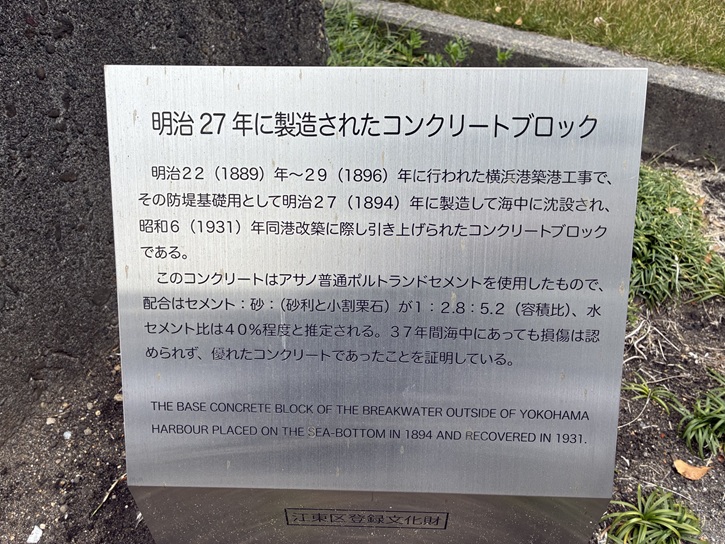 明治27年に製造されたコンクリートブロック
明治22（1889）年～29（1896）年に行われた横浜港築港工事で、
その防堤基礎用として明治27（1894）年に製造して海中に沈設され、
昭和6（1931）年同港改築に際し引き上げられたコンクリートブロック
である。
このコンクリートはアサノ普通ポルトランドセメントを使用したもので、
配合はセメント：砂：（砂利と小割栗石）が1：2.8：5.2（容積比）、水
セメント比は40％程度と推定される。37年間海中にあっても損傷は認
められず、優れたコンクリートであったことを証明している。
THE BASE CONCRETE BLOCK OF THE BREAKWATER OUTSIDE OF YOKOHAMA
HARBOUR PLACED ON THE SEA-BOTTOM IN 1894 AND RECOVERED IN 1931.
江東区登録文化財